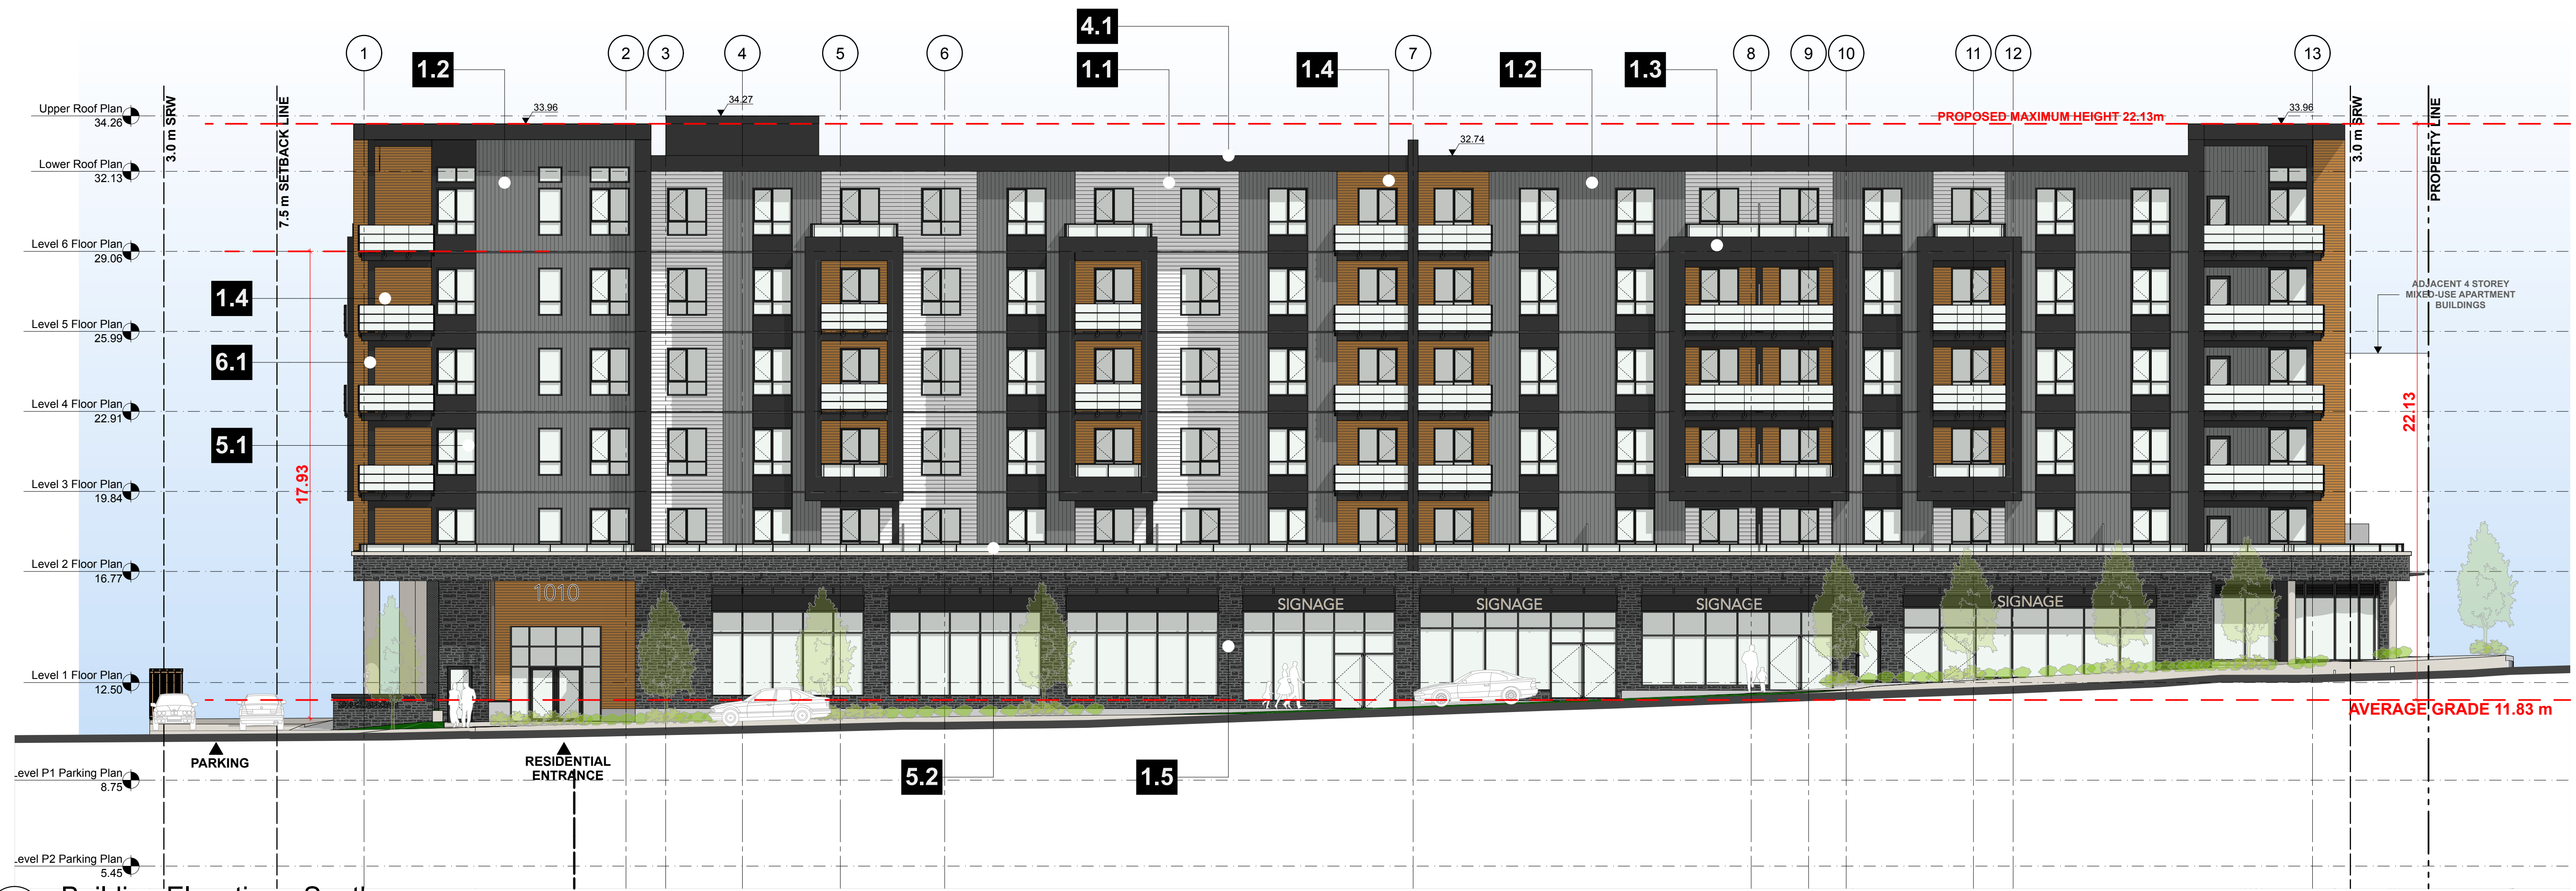 4.1
1
1.2
2
3
4
5
6
1.1
1.4
7
1.2
1.3
8
9
10
11
12
13
3.0 m SRW
7.5 m SETBACK LINE
3.0 m SRW
PROPERTY LINE
Upper Roof Plan
34.26
33.96
34.27
32.74
PROPOSED MAXIMUM HEIGHT 22.13m
33.96
Lower Roof Plan
32.13
Level 6 Floor Plan
29.06
1.4
ADJACENT 4 STOREY
MIXED-USE APARTMENT
BUILDINGS
Level 5 Floor Plan
25.99
6.1
Level 4 Floor Plan
22.91
22.13
5.1
17.93
Level 3 Floor Plan
19.84
Level 2 Floor Plan
16.77
1010
SIGNAGE
SIGNAGE
SIGNAGE
SIGNAGE
Level 1 Floor Plan
12.50
AVERAGE GRADE 11.83 m
PARKING
RESIDENTIAL
ENTRANCE
5.2
1.5
Level P1 Parking Plan
8.75
Level P2 Parking Plan
5.45